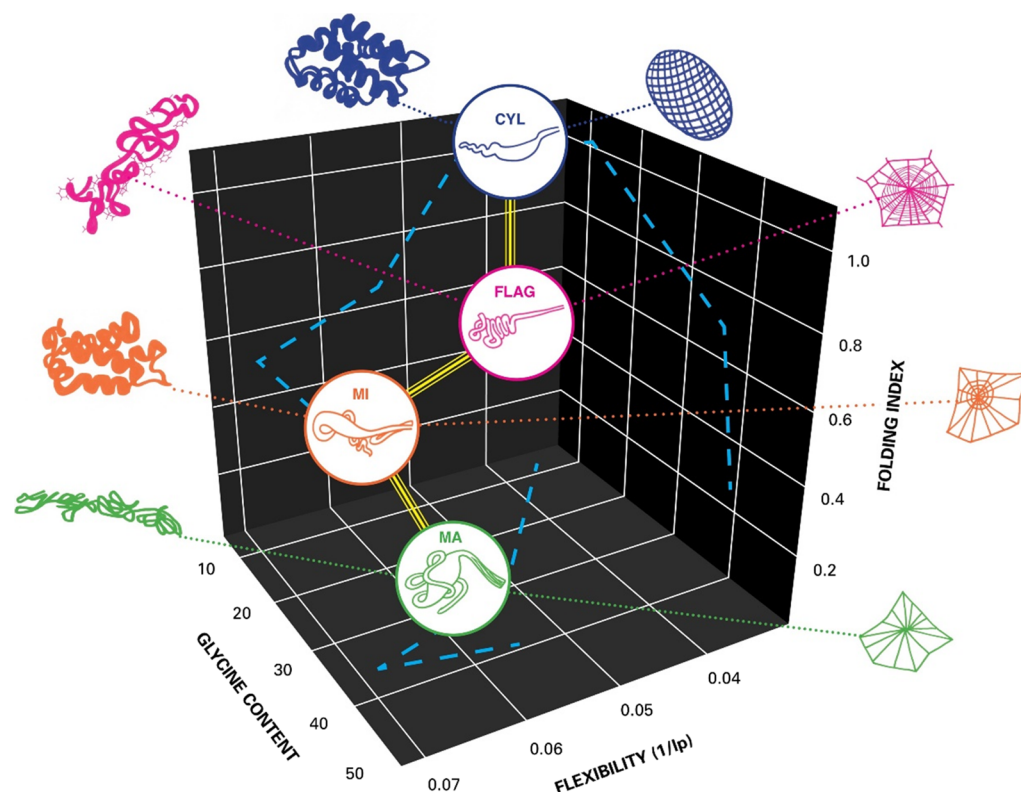 CYL
FLAG
MI
MA
1.0
0.8
0.6
0.4
0.2
FOLDING INDEX
10
20
30
40
50
GLYCINE CONTENT
0.07
0.06
0.05
0.04
FLEXIBILITY (1/lp)